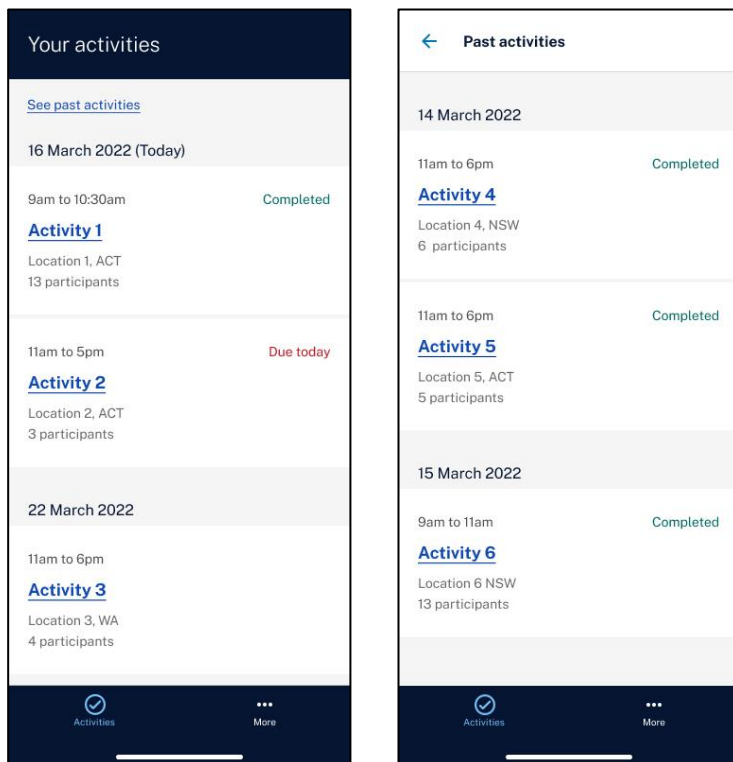 Your activities
See past activities
16 March 2022 (Today)
9am to 10:30am Completed
Activity 1
Location 1, ACT
13 participants
11am to 5pm Due today
Activity 2
Location 2, ACT
3 participants
22 March 2022
11am to 6pm
Activity 3
Location 3, WA
4 participants
Activities More
Past activities
14 March 2022
11am to 6pm Completed
Activity 4
Location 4, NSW
6 participants
11am to 6pm Completed
Activity 5
Location 5, ACT
5 participants
15 March 2022
9am to 11am Completed
Activity 6
Location 6 NSW
13 participants
Activities More